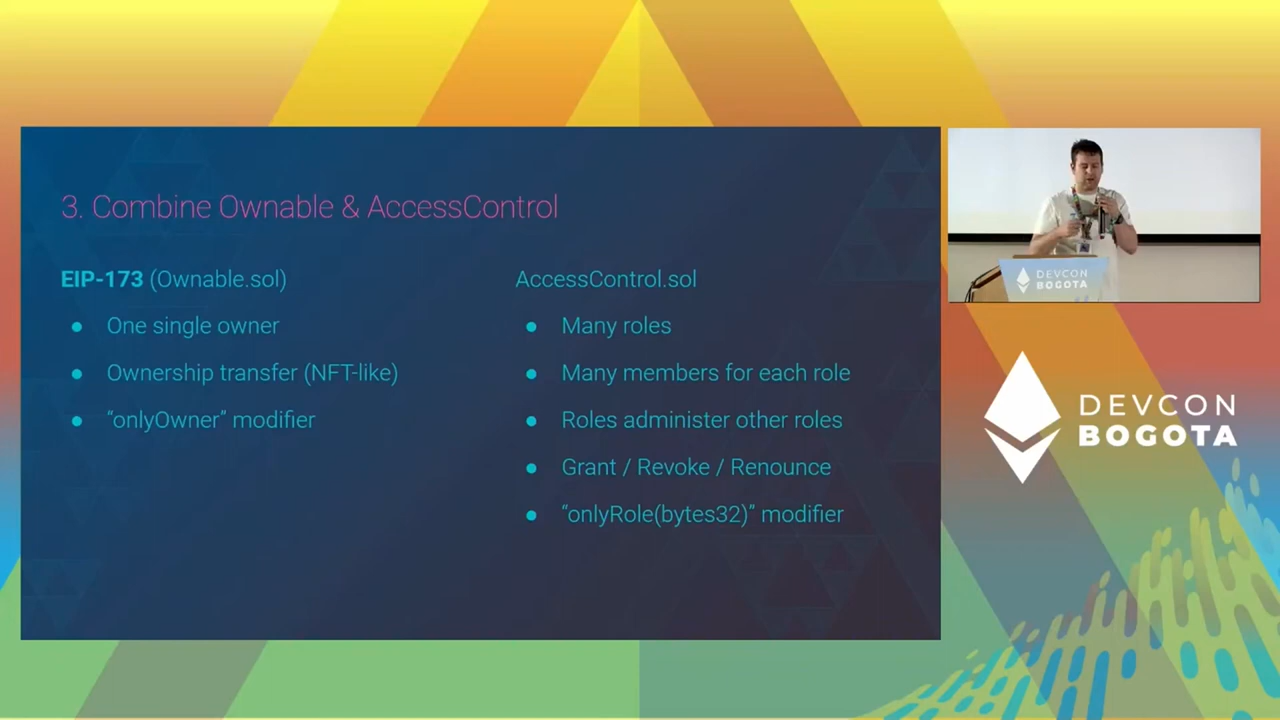 3. Combine Ownable & AccessControl
EIP-173 (Ownable.sol)
● One single owner
● Ownership transfer (NFT-like)
● “onlyOwner” modifier
AccessControl.sol
● Many roles
● Many members for each role
● Roles administer other roles
● Grant / Revoke / Renounce
● “onlyRole(bytes32)” modifier
DEVCON
BOGOTA
DEVCON
BOGOTA